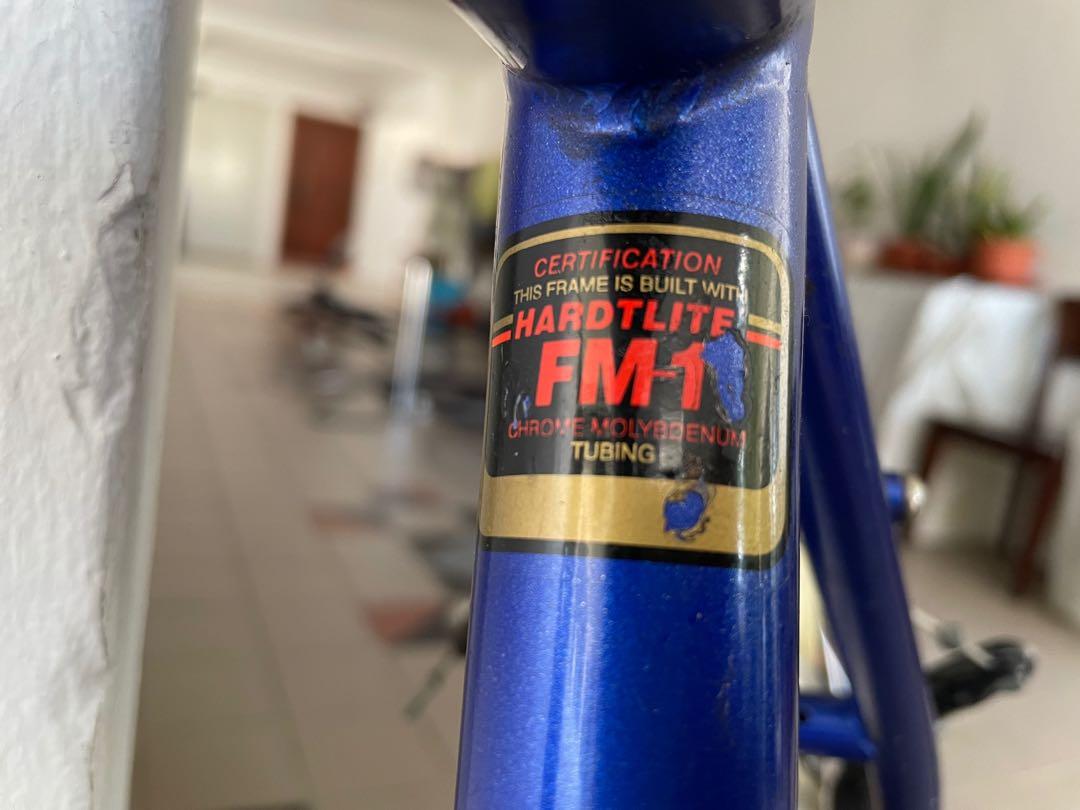 CERTIFICATION
THIS FRAME IS BUILT WITH
HARDTLITE
FM-1
CHROME MOLYBDENUM
TUBING